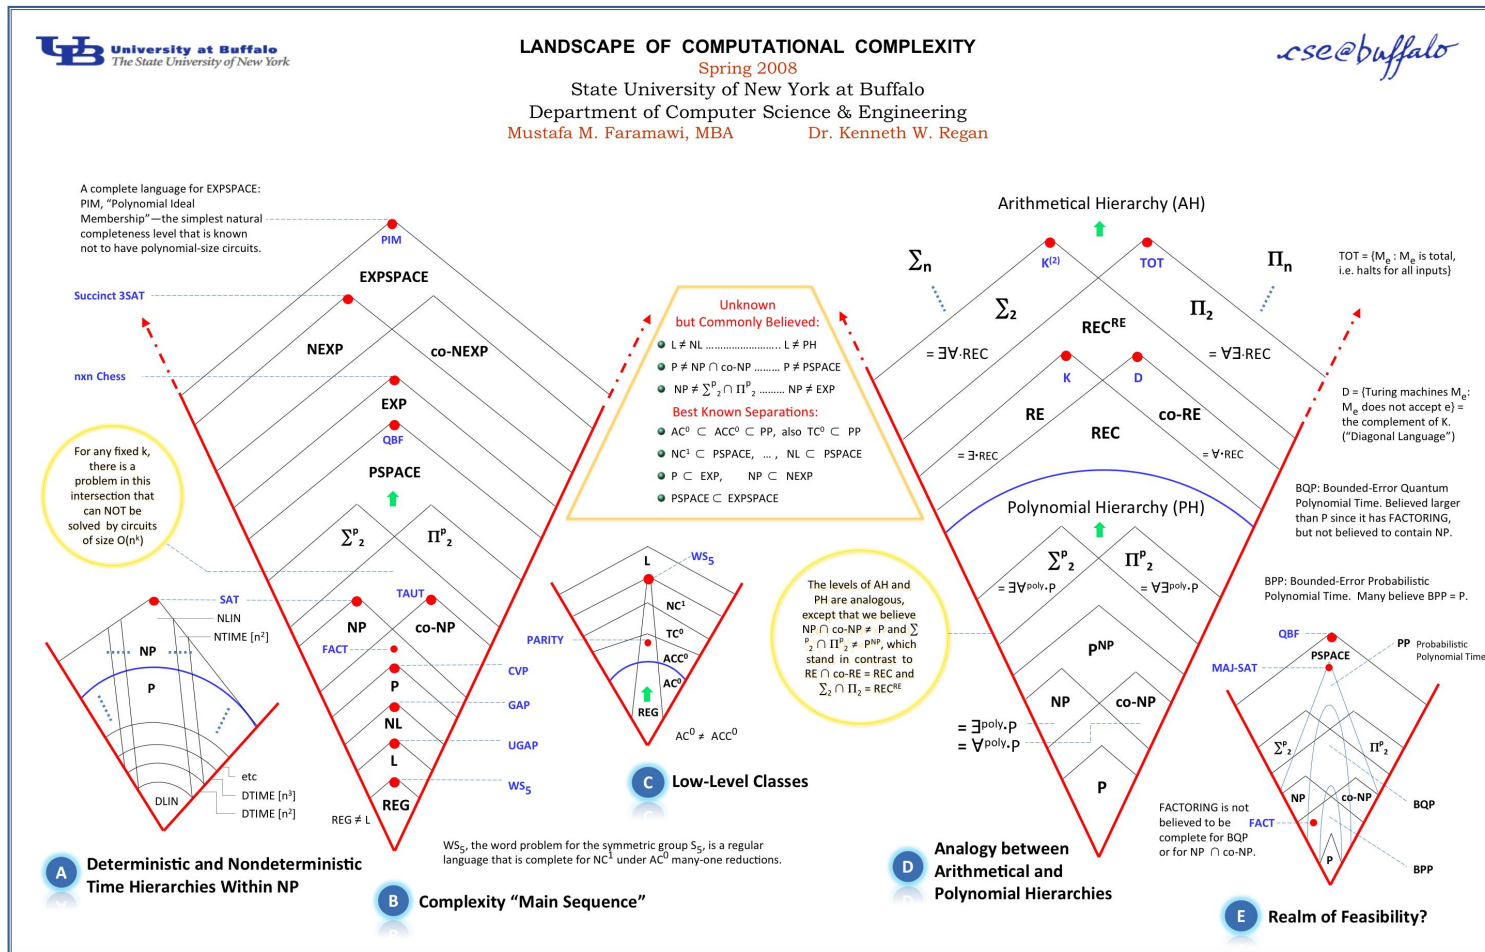 University at Buffalo
The State University of New York
LANDSCAPE OF COMPUTATIONAL COMPLEXITY
Spring 2008
State University of New York at Buffalo
Department of Computer Science & Engineering
Mustafa M. Faramawi, MBA Dr. Kenneth W. Regan
cse@buffalo
A complete language for EXPSPACE:
PIM, “Polynomial Ideal
Membership”—the simplest natural
completeness level that is known
not to have polynomial-size circuits.
PIM
EXPSPACE
Succinct 3SAT
NEXP
co-NEXP
nxn Chess
EXP
QBF
PSPACE
For any fixed k,
there is a
problem in this
intersection that
can NOT be
solved by circuits
of size O(nᵏ)
∑ᵖ₂
Πᵖ₂
SAT
TAUT
NP
co-NP
FACT
CVP
P
GAP
NL
UGAP
L
WS₅
REG
REG ≠ L
NLIN
NTIME [n²]
NP
P
DLIN
etc
DTIME [n³]
DTIME [n²]
A
Deterministic and Nondeterministic
Time Hierarchies Within NP
B
Complexity “Main Sequence”
Unknown
but Commonly Believed:
L ≠ NL ........................... L ≠ PH
P ≠ NP ∩ co-NP ......... P ≠ PSPACE
NP ≠ ∑ᵖ₂ ∩ Πᵖ₂ ......... NP ≠ EXP
Best Known Separations:
AC⁰ ⊂ ACC⁰ ⊂ PP, also TC⁰ ⊂ PP
NC¹ ⊂ PSPACE, ... , NL ⊂ PSPACE
P ⊂ EXP, NP ⊂ NEXP
PSPACE ⊂ EXPSPACE
L
WS₅
NC¹
TC⁰
PARITY
ACC⁰
AC⁰
REG
AC⁰ ≠ ACC⁰
C
Low-Level Classes
WS₅, the word problem for the symmetric group S₅, is a regular
language that is complete for NC¹ under AC⁰ many-one reductions.
Arithmetical Hierarchy (AH)
∑ₙ
K⁽²⁾
TOT
Πₙ
∑₂
RECᴿᴱ
Π₂
= ∃∀·REC
= ∀∃·REC
K
D
RE
co-RE
REC
= ∃·REC
= ∀·REC
Polynomial Hierarchy (PH)
∑ᵖ₂
Πᵖ₂
= ∃∀ᵖᵒˡʸ·P
= ∀∃ᵖᵒˡʸ·P
The levels of AH and
PH are analogous,
except that we believe
NP ∩ co-NP ≠ P and ∑
ᵖ₂ ∩ Πᵖ₂ ≠ Pᴺᴾ, which
stand in contrast to
RE ∩ co-RE = REC and
∑₂ ∩ Π₂ = RECᴿᴱ
Pᴺᴾ
NP
co-NP
= ∃ᵖᵒˡʸ·P
= ∀ᵖᵒˡʸ·P
P
D
Analogy between
Arithmetical and
Polynomial Hierarchies
TOT = {Mₑ : Mₑ is total,
i.e. halts for all inputs}
D = {Turing machines Mₑ:
Mₑ does not accept e} =
the complement of K.
(“Diagonal Language”)
BQP: Bounded-Error Quantum
Polynomial Time. Believed larger
than P since it has FACTORING,
but not believed to contain NP.
BPP: Bounded-Error Probabilistic
Polynomial Time. Many believe BPP = P.
QBF
PSPACE
PP Probabilistic
Polynomial Time
MAJ-SAT
∑ᵖ₂
Πᵖ₂
NP
co-NP
BQP
FACT
P
BPP
FACTORING is not
believed to be
complete for BQP
or for NP ∩ co-NP.
E
Realm of Feasibility?